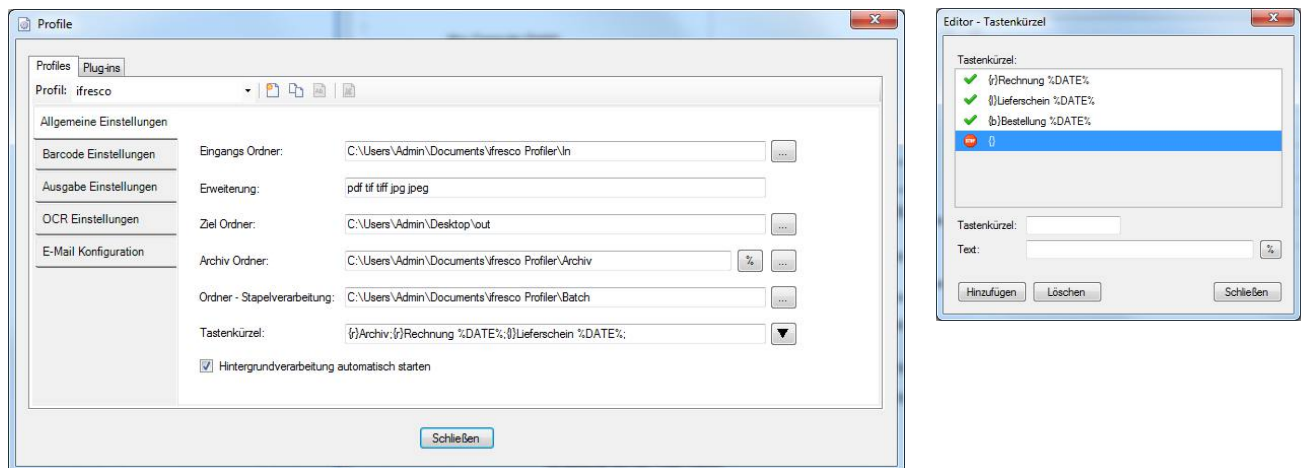 Profile
Profiles Plug-ins
Profil: ifresco
Allgemeine Einstellungen
Barcode Einstellungen
Ausgabe Einstellungen
OCR Einstellungen
E-Mail Konfiguration
Eingangs Ordner: C:\Users\Admin\Documents\ifresco Profiler\In ...
Erweiterung: pdf tif tiff jpg jpeg
Ziel Ordner: C:\Users\Admin\Desktop\out ...
Archiv Ordner: C:\Users\Admin\Documents\ifresco Profiler\Archiv % ...
Ordner - Stapelverarbeitung: C:\Users\Admin\Documents\ifresco Profiler\Batch ...
Tastenkürzel: {r}Archiv;{r}Rechnung %DATE%;{l}Lieferschein %DATE%;
Hintergrundverarbeitung automatisch starten
Schließen
Editor - Tastenkürzel
Tastenkürzel:
{r}Rechnung %DATE%
{l}Lieferschein %DATE%
{b}Bestellung %DATE%
{}
Tastenkürzel:
Text: %
Hinzufügen Löschen Schließen